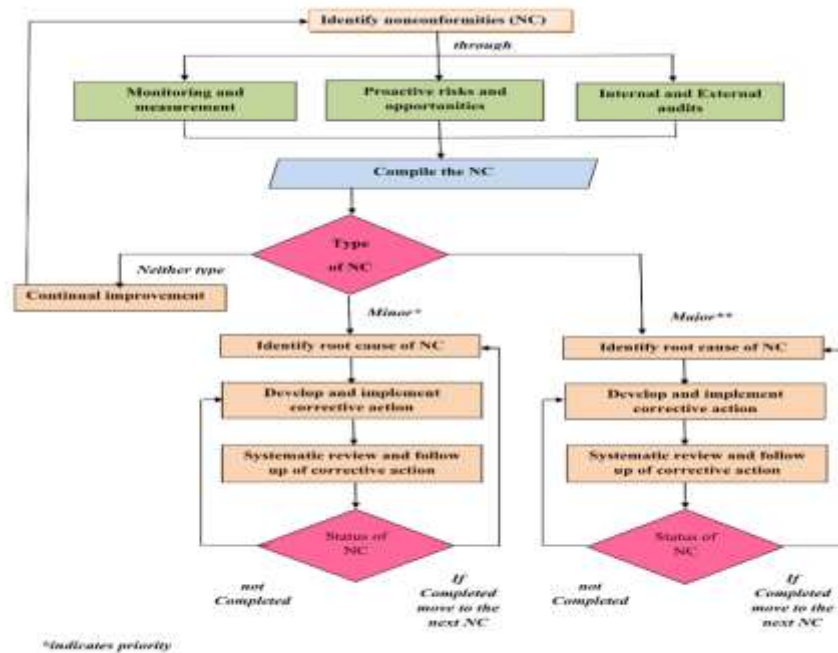 Identify nonconformities (NC)
through
Monitoring and
measurement
Proactive risks and
opportunities
Internal and External
audits
Compile the NC
Type
of NC
Neither type
Continual improvement
Minor*
Major**
Identify root cause of NC
Identify root cause of NC
Develop and implement
corrective action
Develop and implement
corrective action
Systematic review and follow
up of corrective action
Systematic review and follow
up of corrective action
Status of
NC
Status of
NC
not
Completed
If
Completed
move to the
next NC
not
Completed
If
Completed
move to the
next NC
*indicates priority